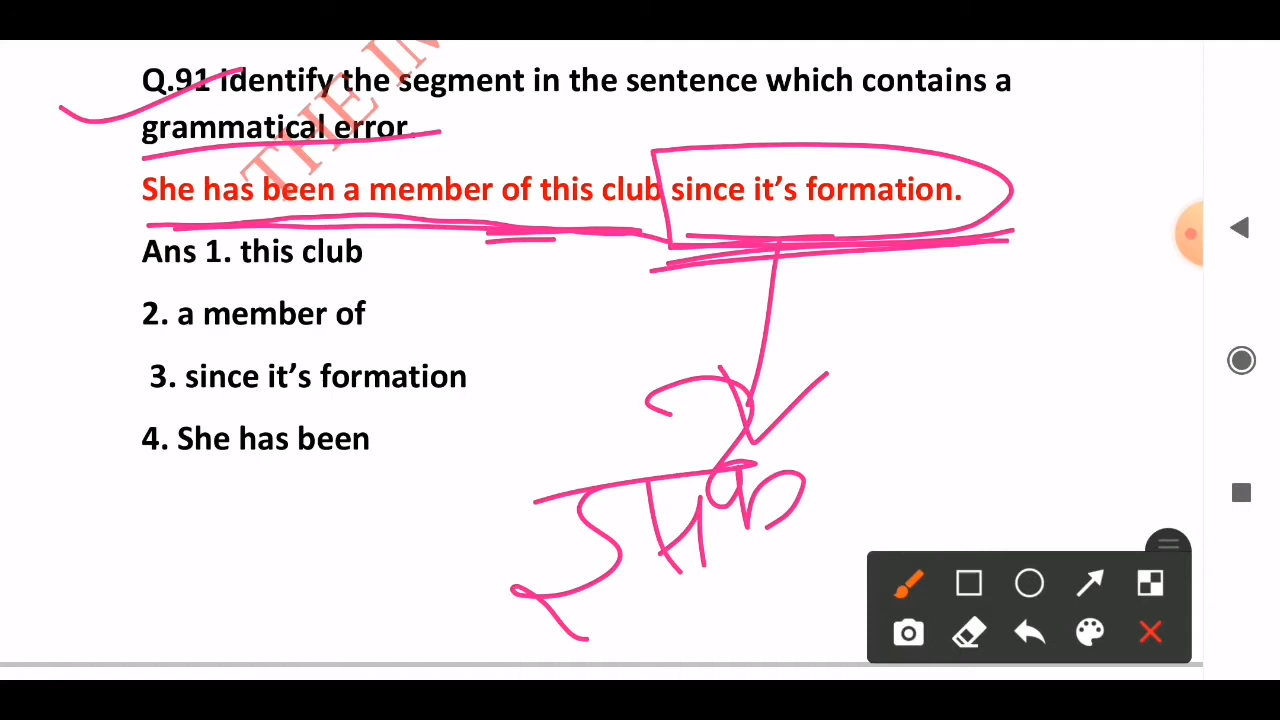 Q.91 Identify the segment in the sentence which contains a
grammatical error.
She has been a member of this club since it’s formation.
Ans 1. this club
2. a member of
3. since it’s formation
4. She has been
THE